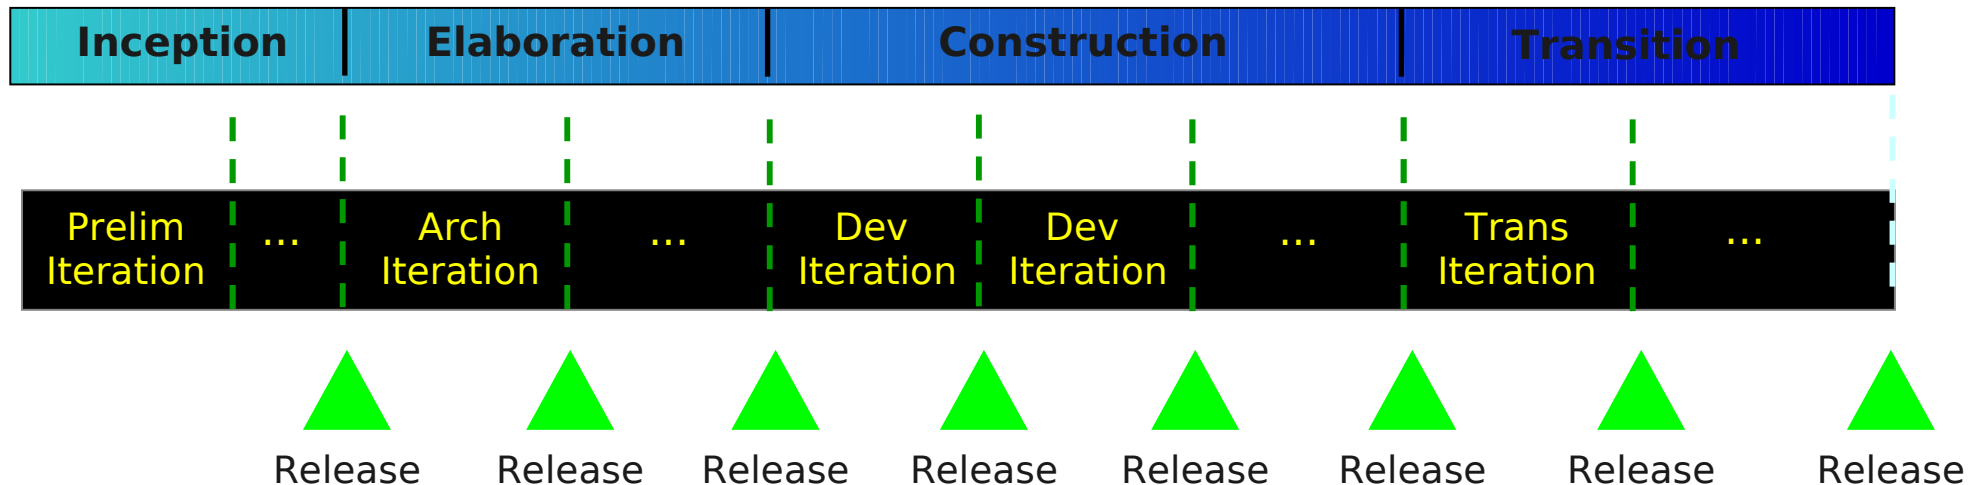 Inception Elaboration Construction Transition
Prelim Iteration
...
Arch Iteration
...
Dev Iteration
Dev Iteration
...
Trans Iteration
...
Release Release Release Release Release Release Release Release